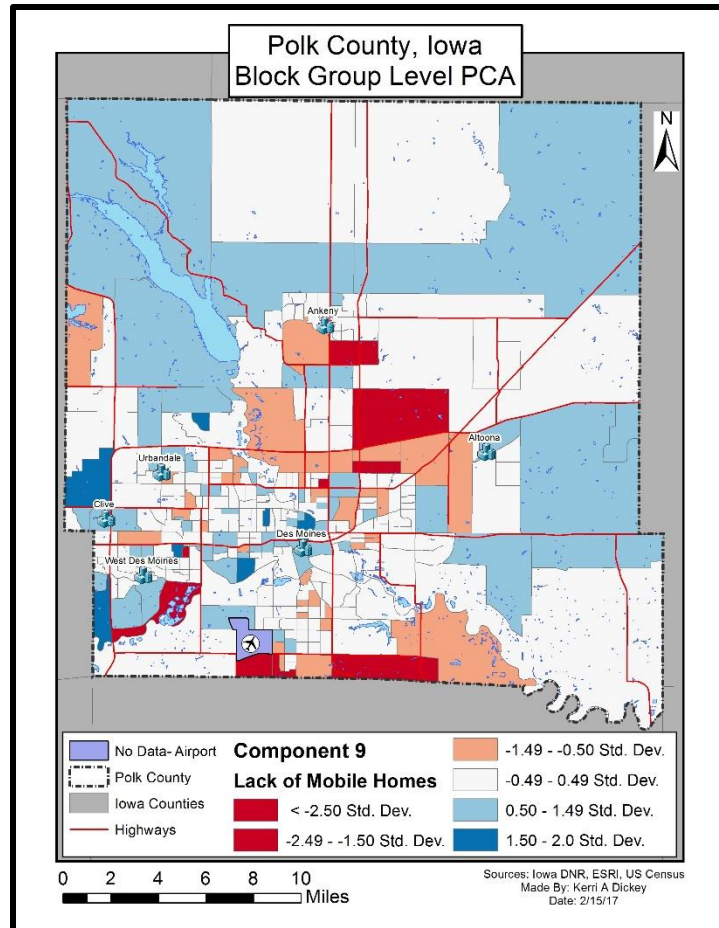 Polk County, Iowa
Block Group Level PCA
N
Ankeny
Altoona
Urbandale
Clive
Des Moines
West Des Moines
No Data- Airport
Polk County
Iowa Counties
Highways
Component 9
Lack of Mobile Homes
< -2.50 Std. Dev.
-2.49 - -1.50 Std. Dev.
-1.49 - -0.50 Std. Dev.
-0.49 - 0.49 Std. Dev.
0.50 - 1.49 Std. Dev.
1.50 - 2.0 Std. Dev.
0 2 4 6 8 10
Miles
Sources: Iowa DNR, ESRI, US Census
Made By: Kerri A Dickey
Date: 2/15/17